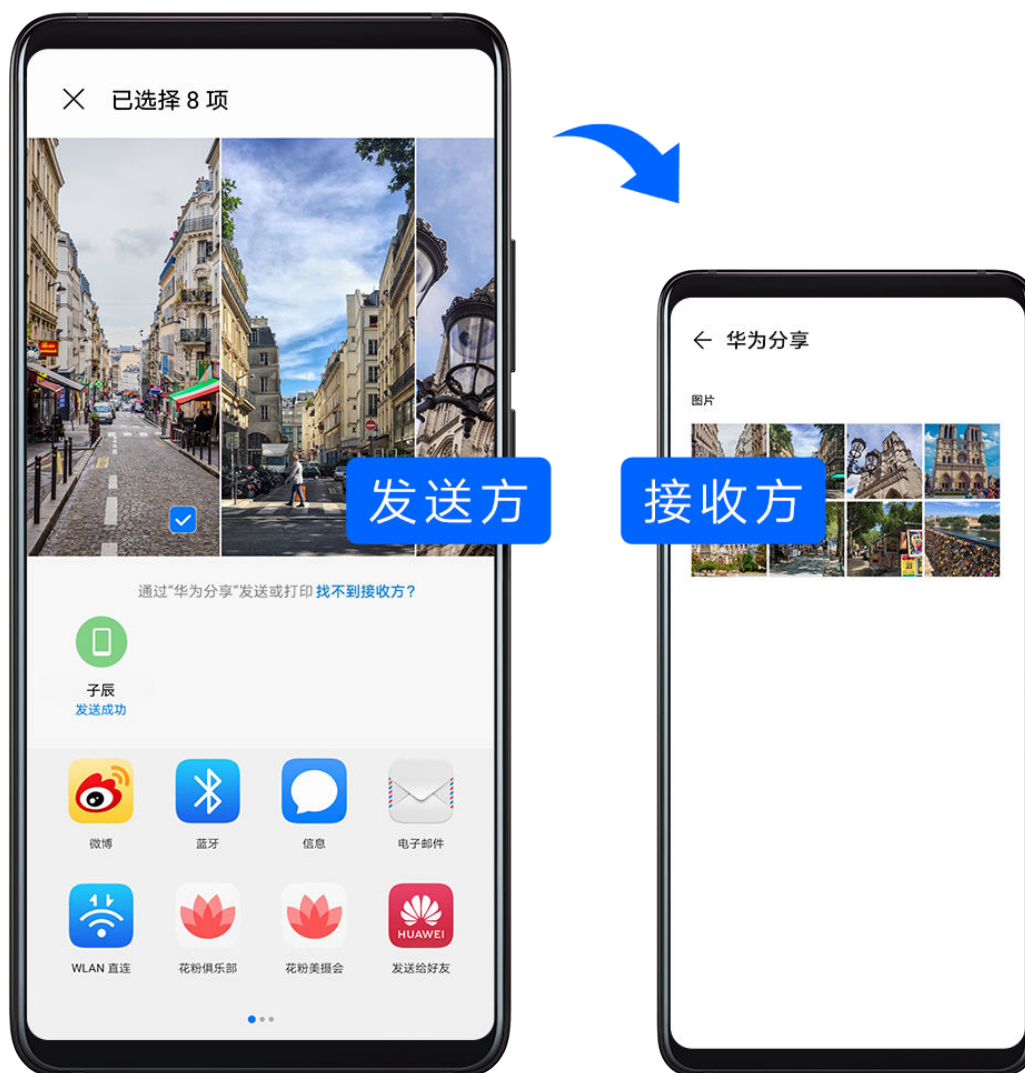 已选择 8 项
发送方
通过“华为分享”发送或打印 找不到接收方？
子辰
发送成功
微博
蓝牙
信息
电子邮件
HUAWEI
WLAN 直连
花粉俱乐部
花粉美摄会
发送给好友
华为分享
图片
接收方